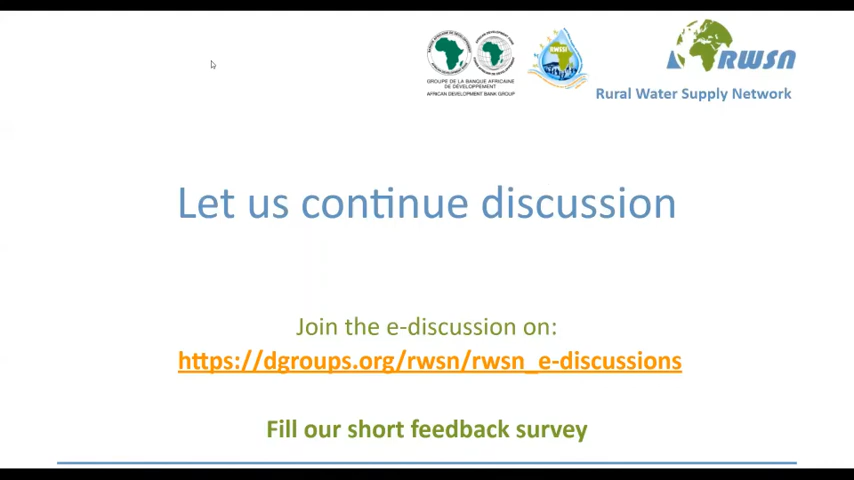 RWSSI
RWSN
GROUPE DE LA BANQUE AFRICAINE
DE DÉVELOPPEMENT
AFRICAN DEVELOPMENT BANK GROUP
Rural Water Supply Network
Let us continue discussion
Join the e-discussion on:
https://dgroups.org/rwsn/rwsn_e-discussions
Fill our short feedback survey